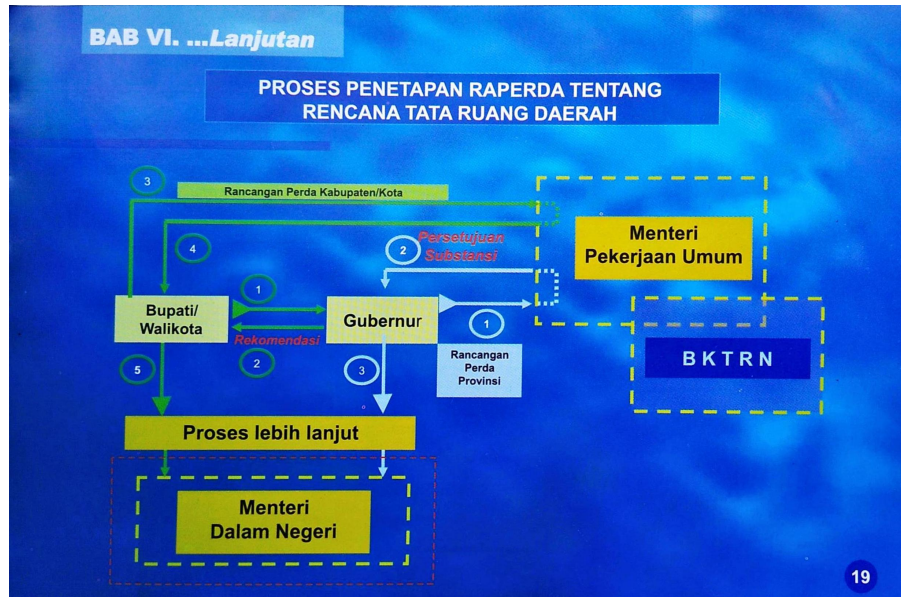 BAB VI. ...Lanjutan
PROSES PENETAPAN RAPERDA TENTANG
RENCANA TATA RUANG DAERAH
3
Rancangan Perda Kabupaten/Kota
4
2
Persetujuan
Substansi
Menteri
Pekerjaan Umum
1
Bupati/
Walikota
Gubernur
Rekomendasi
1
5
2
3
Rancangan
Perda
Provinsi
B K T R N
Proses lebih lanjut
Menteri
Dalam Negeri
19